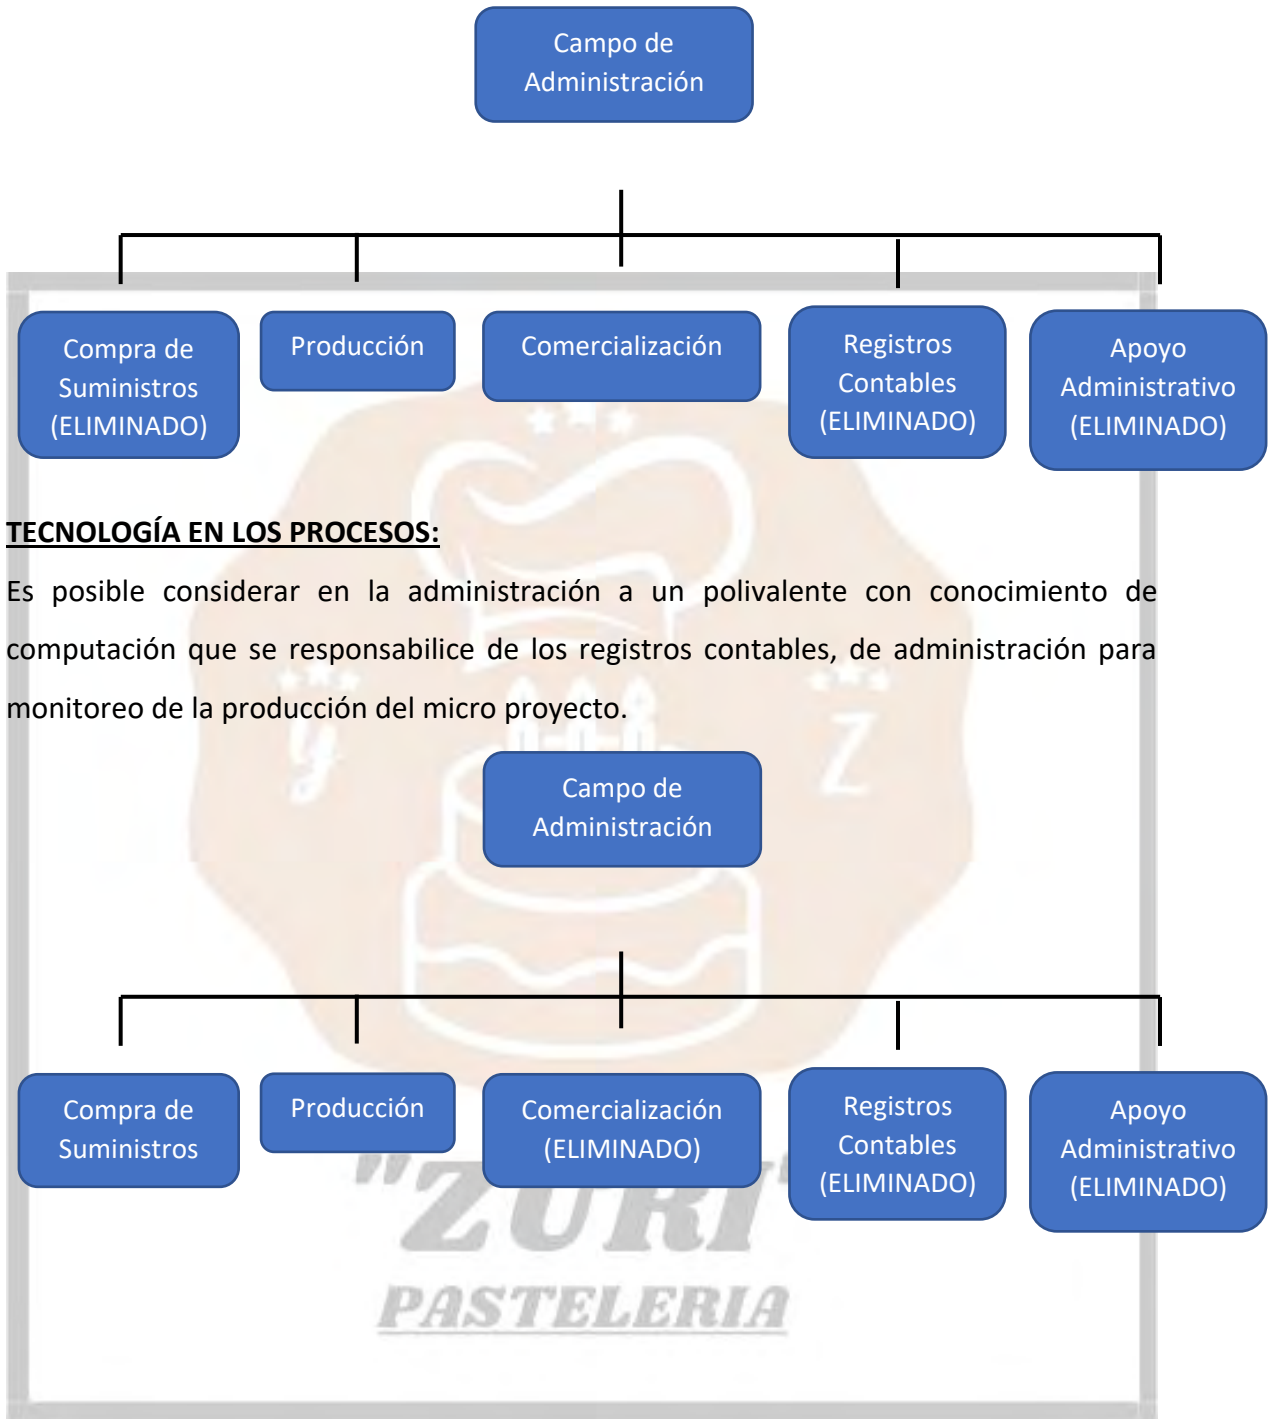 Campo de
Administración
Compra de
Suministros
(ELIMINADO)
Producción
Comercialización
Registros
Contables
(ELIMINADO)
Apoyo
Administrativo
(ELIMINADO)
TECNOLOGÍA EN LOS PROCESOS:
Es posible considerar en la administración a un polivalente con conocimiento de
computación que se responsabilice de los registros contables, de administración para
monitoreo de la producción del micro proyecto.
y Z
Campo de
Administración
Compra de
Suministros
Producción
Comercialización
(ELIMINADO)
Registros
Contables
(ELIMINADO)
Apoyo
Administrativo
(ELIMINADO)
"ZURI"
PASTELERIA